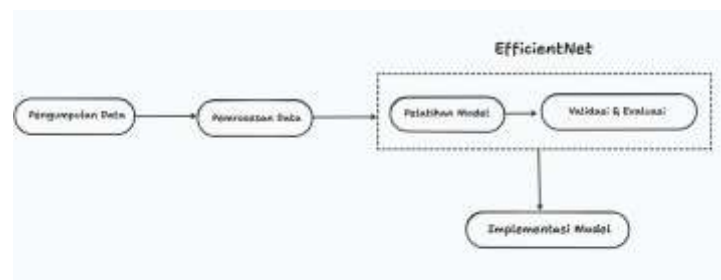 EfficientNet
Pengumpulan Data
Pemrosesan Data
Pelatihan Model
Validasi & Evaluasi
Implementasi Model